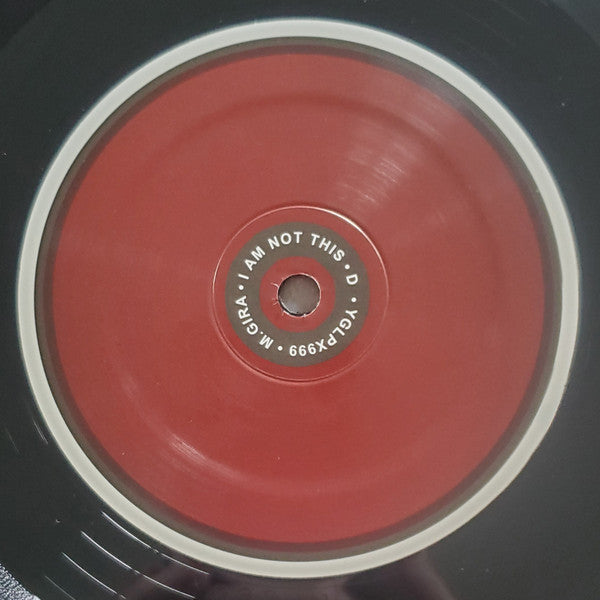 M.GIRA • I AM NOT THIS • D • YGLPX999 •